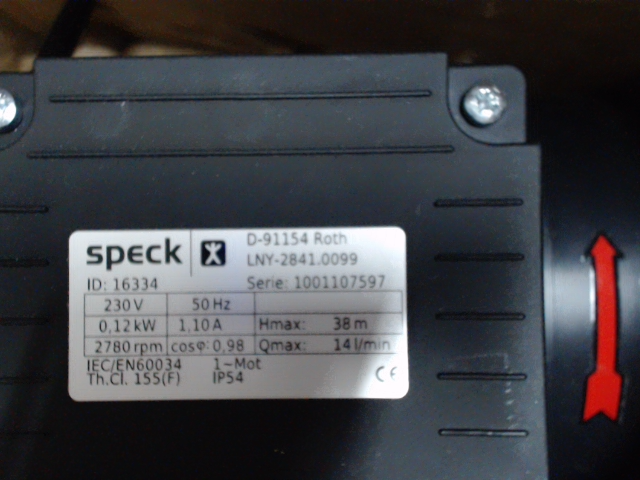 speck
D-91154 Roth
LNY-2841.0099
ID: 16334 Serie: 1001107597
230 V 50 Hz
0,12 kW 1.10 A Hmax: 38 m
2780 rpm cosφ: 0,98 Qmax: 14 l/min
IEC/EN60034 1~Mot
Th.Cl. 155(F) IP54 CE